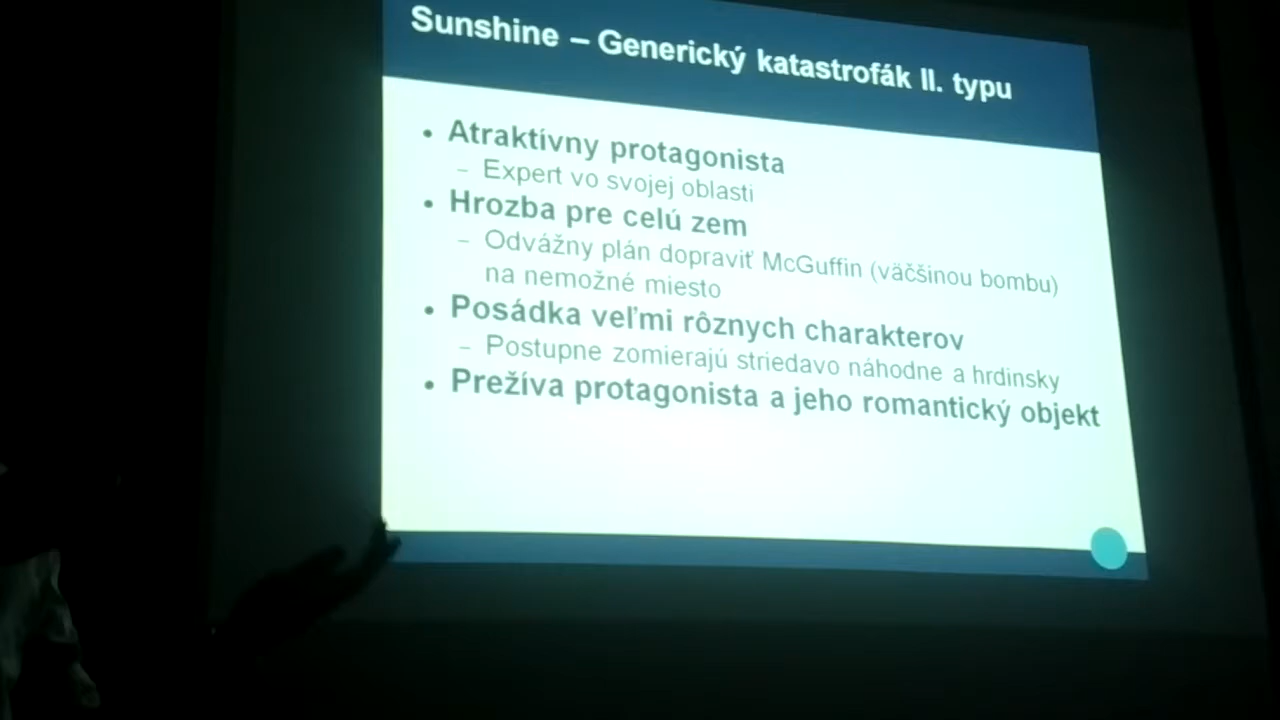 Sunshine – Generický katastrofák II. typu
• Atraktívny protagonista
– Expert vo svojej oblasti
• Hrozba pre celú zem
– Odvážny plán dopraviť McGuffin (väčšinou bombu)
na nemožné miesto
• Posádka veľmi rôznych charakterov
– Postupne zomierajú striedavo náhodne a hrdinsky
• Prežíva protagonista a jeho romantický objekt